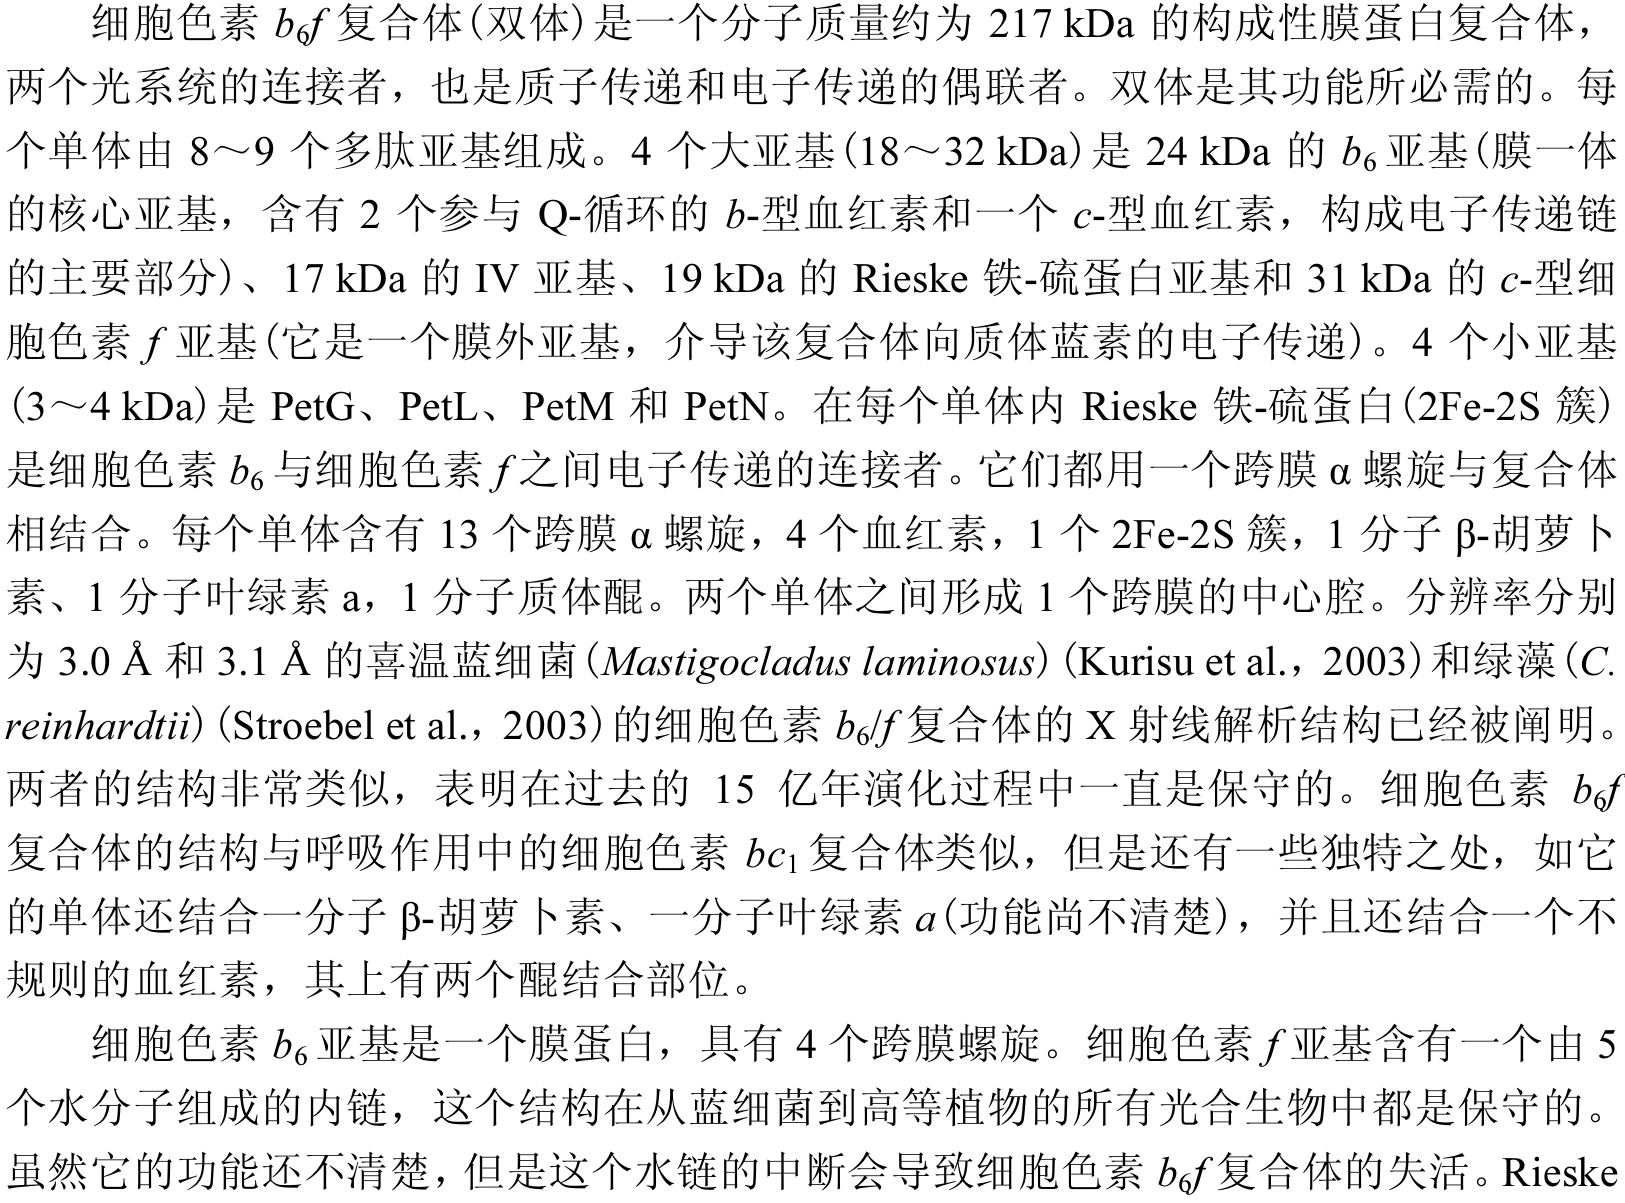 细胞色素 b₆f 复合体(双体)是一个分子质量约为 217 kDa 的构成性膜蛋白复合体，
两个光系统的连接者，也是质子传递和电子传递的偶联者。双体是其功能所必需的。每
个单体由 8～9 个多肽亚基组成。4 个大亚基(18～32 kDa)是 24 kDa 的 b₆ 亚基(膜一体
的核心亚基，含有 2 个参与 Q-循环的 b-型血红素和一个 c-型血红素，构成电子传递链
的主要部分)、17 kDa 的 IV 亚基、19 kDa 的 Rieske 铁-硫蛋白亚基和 31 kDa 的 c-型细
胞色素 f 亚基(它是一个膜外亚基，介导该复合体向质体蓝素的电子传递)。4 个小亚基
(3～4 kDa)是 PetG、PetL、PetM 和 PetN。在每个单体内 Rieske 铁-硫蛋白(2Fe-2S 簇)
是细胞色素 b₆ 与细胞色素 f 之间电子传递的连接者。它们都用一个跨膜 α 螺旋与复合体
相结合。每个单体含有 13 个跨膜 α 螺旋，4 个血红素，1 个 2Fe-2S 簇，1 分子 β-胡萝卜
素、1 分子叶绿素 a，1 分子质体醌。两个单体之间形成 1 个跨膜的中心腔。分辨率分别
为 3.0 Å 和 3.1 Å 的喜温蓝细菌(Mastigocladus laminosus)(Kurisu et al.，2003)和绿藻(C.
reinhardtii)(Stroebel et al.，2003)的细胞色素 b₆/f 复合体的 X 射线解析结构已经被阐明。
两者的结构非常类似，表明在过去的 15 亿年演化过程中一直是保守的。细胞色素 b₆f
复合体的结构与呼吸作用中的细胞色素 bc₁ 复合体类似，但是还有一些独特之处，如它
的单体还结合一分子 β-胡萝卜素、一分子叶绿素 a(功能尚不清楚)，并且还结合一个不
规则的血红素，其上有两个醌结合部位。
细胞色素 b₆ 亚基是一个膜蛋白，具有 4 个跨膜螺旋。细胞色素 f 亚基含有一个由 5
个水分子组成的内链，这个结构在从蓝细菌到高等植物的所有光合生物中都是保守的。
虽然它的功能还不清楚，但是这个水链的中断会导致细胞色素 b₆f 复合体的失活。Rieske